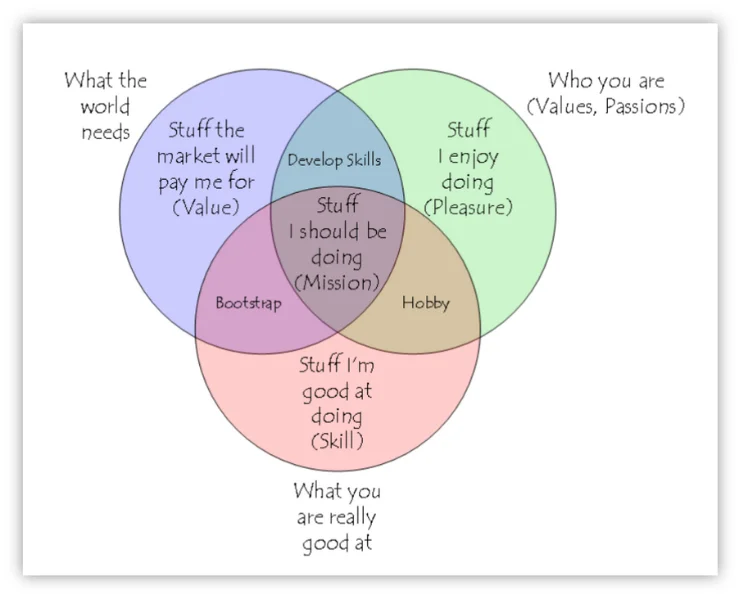 What the
world
needs
Who you are
(Values, Passions)
Stuff the
market will
pay me for
(Value)
Develop Skills
Stuff
I enjoy
doing
(Pleasure)
Stuff
I should be
doing
(Mission)
Bootstrap
Hobby
Stuff I'm
good at
doing
(Skill)
What you
are really
good at